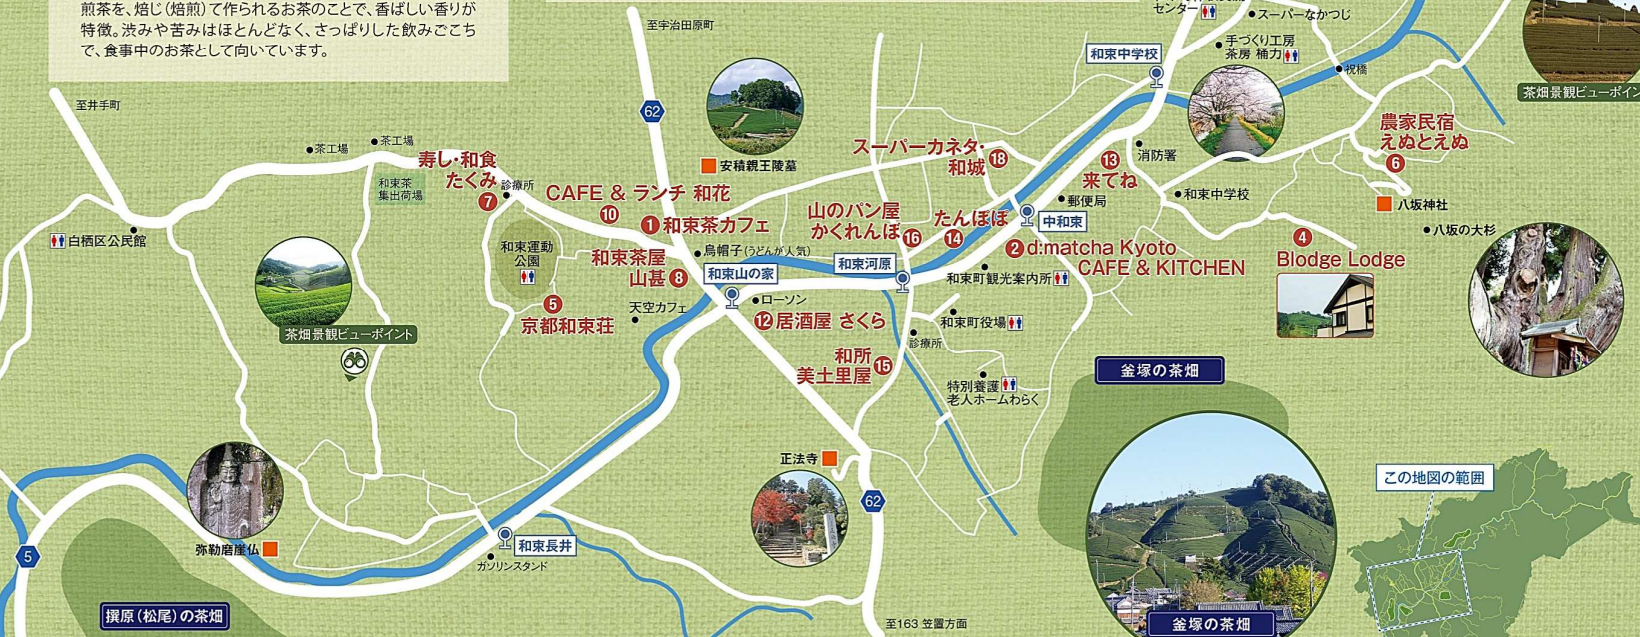 煎茶を、焙じ（焙煎）て作られるお茶のことで、香ばしい香りが
特徴。渋みや苦みはほとんどなく、さっぱりした飲みごこち
で、食事中のお茶として向いています。
至宇治田原町
センター
スーパーなかつじ
手づくり工房
茶房 桶力
和束中学校
祝橋
茶畑景観ビューポイン
至井手町
62
茶工場
茶工場
寿し・和食
たくみ
7
診療所
和束茶
集出荷場
安積親王陵墓
スーパーカネタ・
和城
18
13
来てね
消防署
農家民宿
えぬとえぬ
6
CAFE & ランチ 和花
10
1 和束茶カフェ
山のパン屋
かくれんぼ
16
たんぽぽ
14
郵便局
中和束
和束中学校
八坂神社
白栖区公民館
和束運動
公園
和束茶屋
山甚 8
烏帽子（うどんが人気）
和束山の家
和束河原
2 d:matcha Kyoto
CAFE & KITCHEN
和束町観光案内所
4
Blodge Lodge
八坂の大杉
5
京都和束荘
天空カフェ
ローソン
12 居酒屋 さくら
和束町役場
診療所
茶畑景観ビューポイント
和所
美土里屋
15
特別養護
老人ホームわらく
釜塚の茶畑
正法寺
62
この地図の範囲
弥勒磨崖仏
5
和束長井
ガソリンスタンド
撰原（松尾）の茶畑
至163 笠置方面
釜塚の茶畑